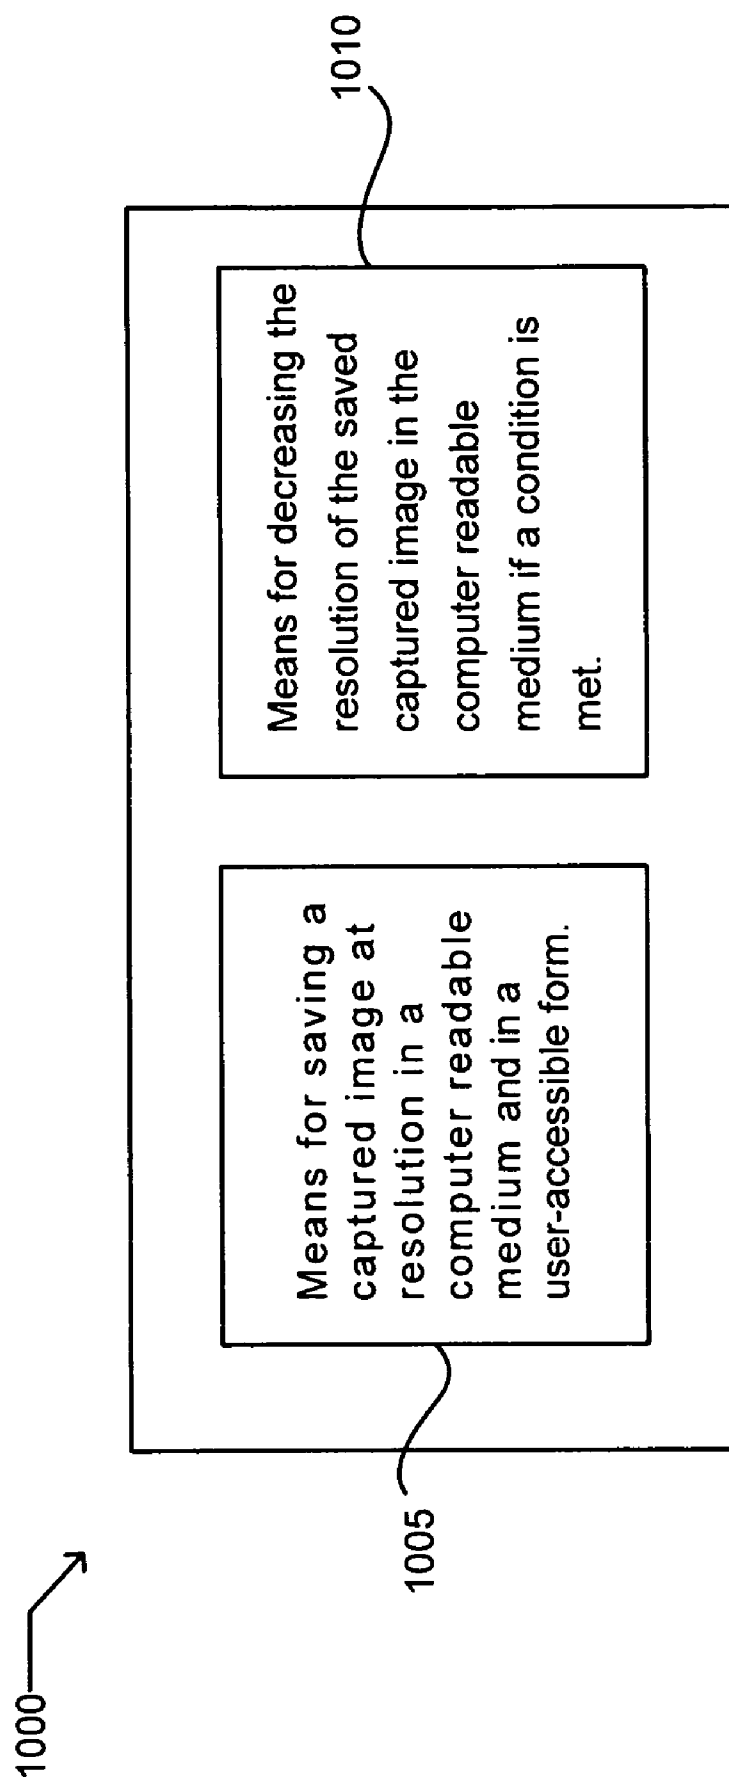 1000
1005
Means for saving a
captured image at
resolution in a
computer readable
medium and in a
user-accessible form.
1010
Means for decreasing the
resolution of the saved
captured image in the
computer readable
medium if a condition is
met.